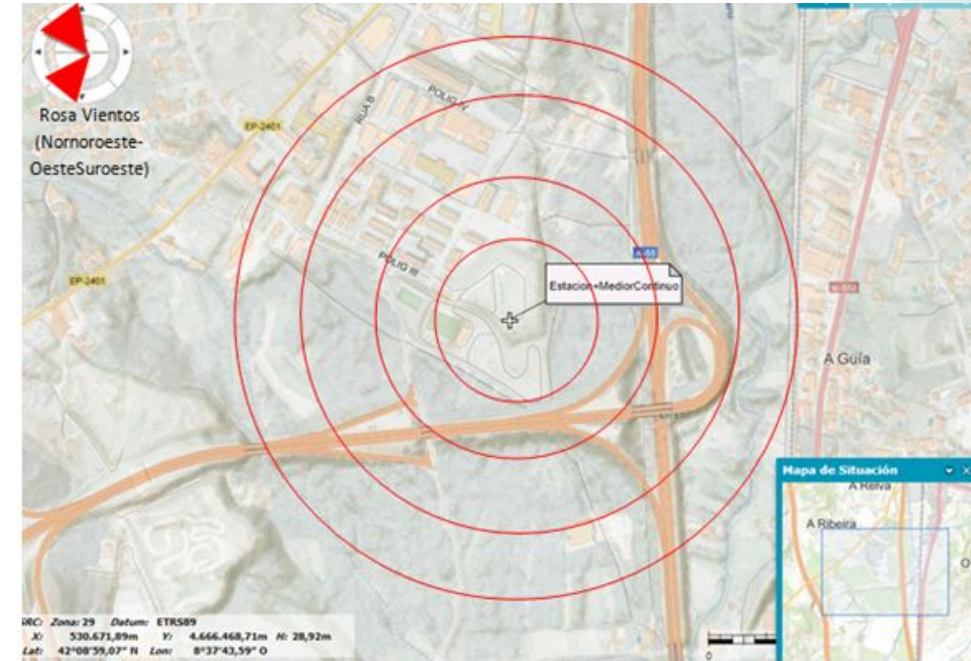 Rosa Vientos
(Nornoroeste-
OesteSuroeste)
EP-2401
RUA B
POLIG IV
POLIG III
EP-2401
A-55
Estacion+MediorContinuo
N-550
A Guía
Mapa de Situación
A Relva
A Ribeira
O
SRC: Zona: 29 Datum: ETRS89
X: 530.671,89m Y: 4.666.468,71m H: 28,92m
Lat: 42°08'59,07" N Lon: 8°37'43,59" O
0